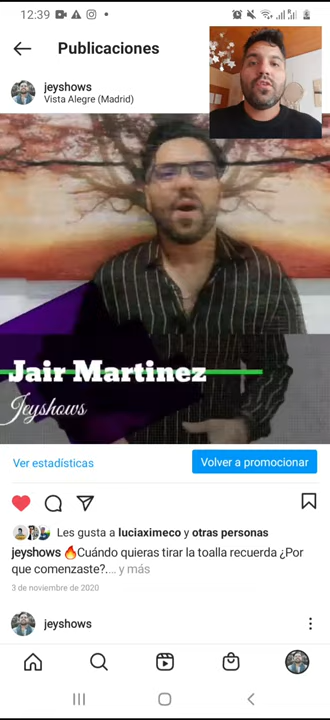 12:39
Publicaciones
jeyshows
Vista Alegre (Madrid)
Jair Martinez
Jeyshows
Ver estadísticas
Volver a promocionar
Les gusta a luciaximeco y otras personas
jeyshows 🔥Cuándo quieras tirar la toalla recuerda ¿Por
que comenzaste?.... y más
3 de noviembre de 2020
jeyshows